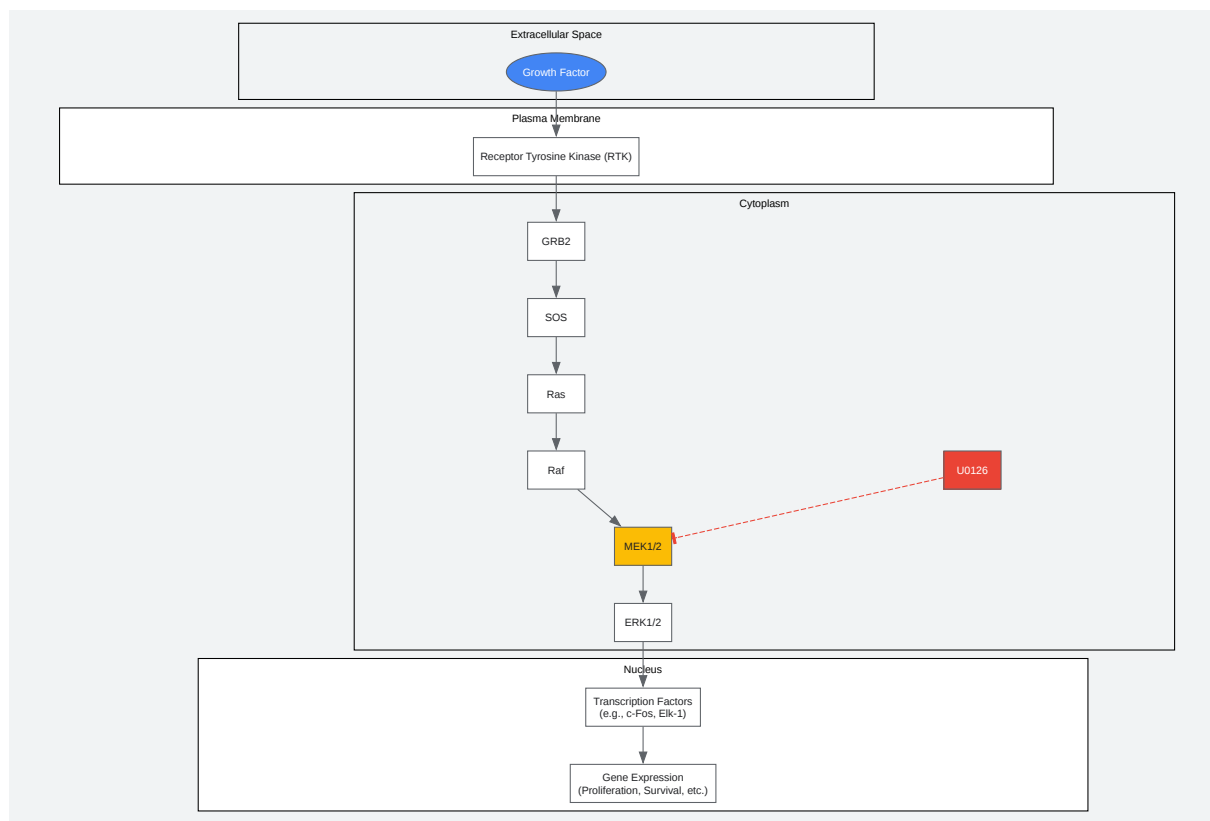 Extracellular Space
Growth Factor
Plasma Membrane
Receptor Tyrosine Kinase (RTK)
Cytoplasm
GRB2
SOS
Ras
Raf
U0126
MEK1/2
ERK1/2
Nucleus
Transcription Factors
(e.g., c-Fos, Elk-1)
Gene Expression
(Proliferation, Survival, etc.)